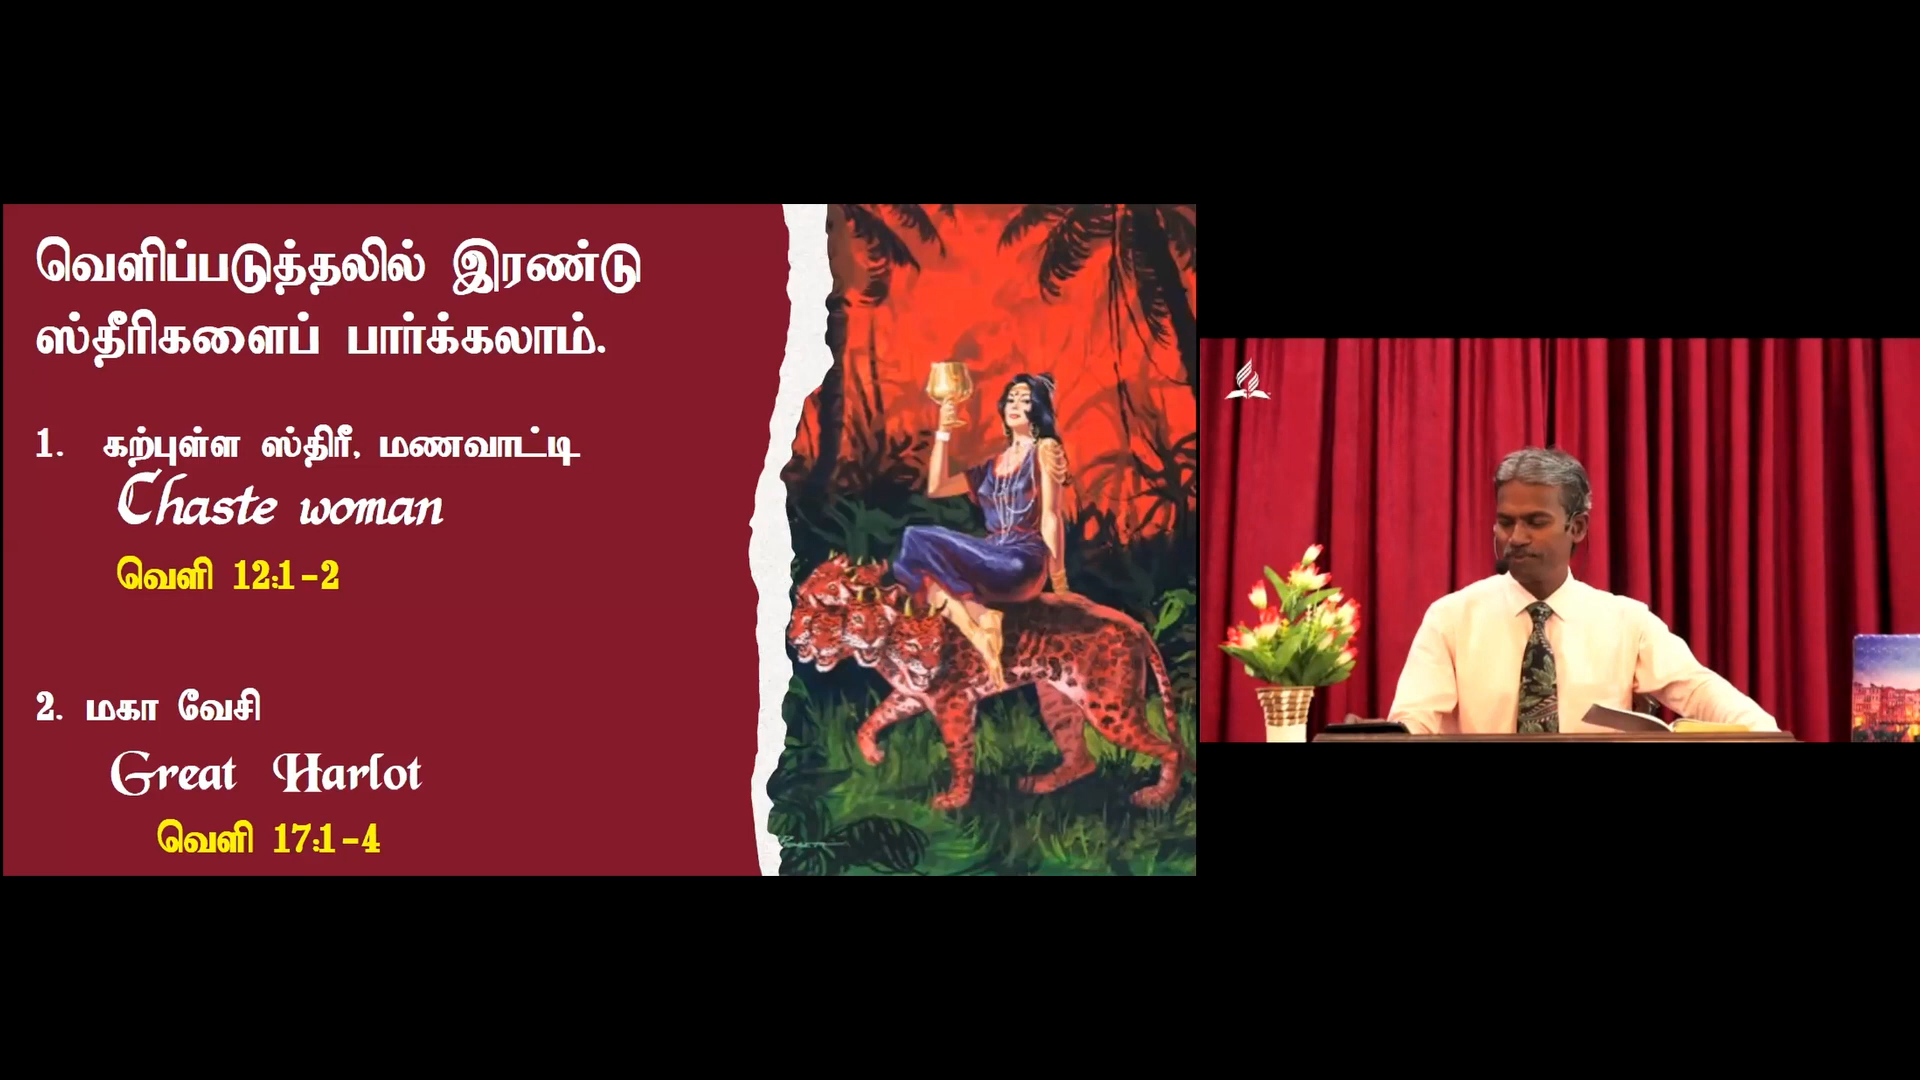 வெளிப்படுத்தலில் இரண்டு
ஸ்தீரிகளைப் பார்க்கலாம்.
1. கற்புள்ள ஸ்திரீ, மணவாட்டி
Chaste woman
வெளி 12:1-2
2. மகா வேசி
Great Harlot
வெளி 17:1-4